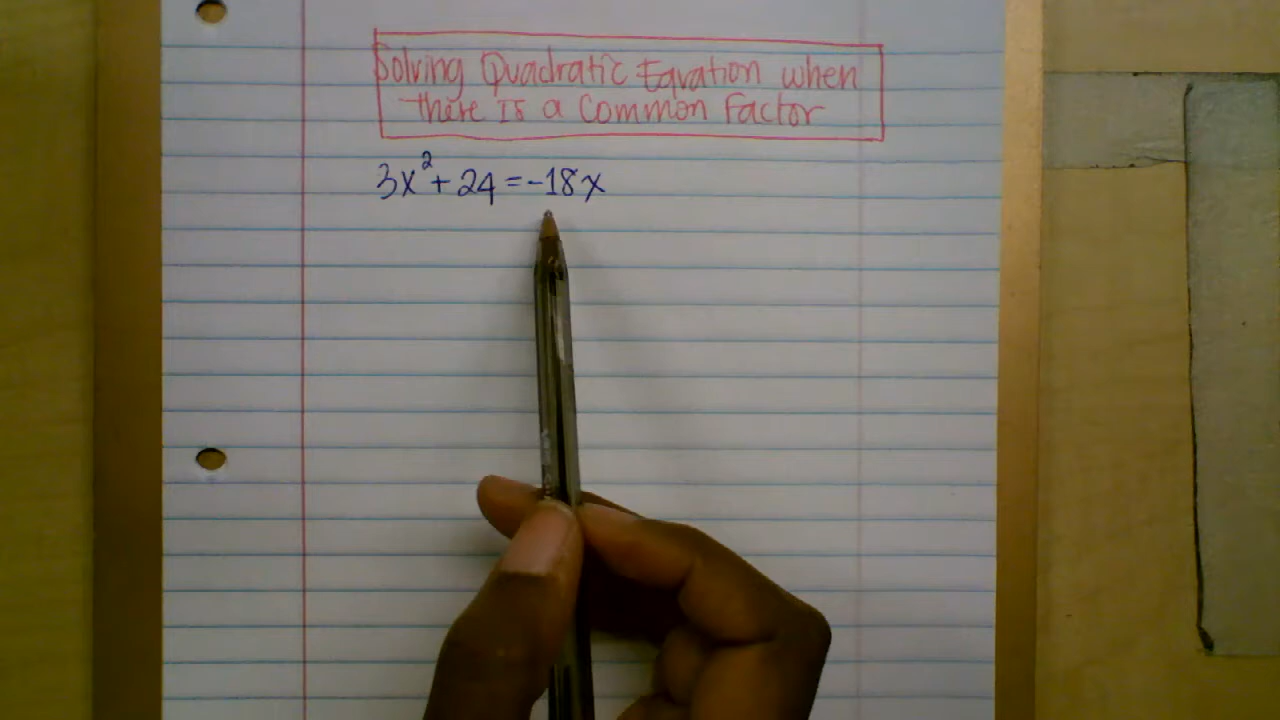 Solving Quadratic Equation when
there Is a Common Factor
3x² + 24 = -18x